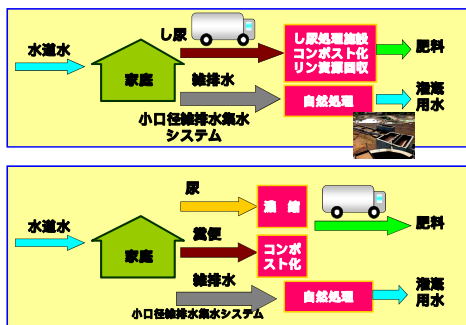 し尿
水道水
家庭
し尿処理施設
コンポスト化
リン資源回収
肥料
雑排水
自然処理
灌漑
用水
小口径雑排水集水
システム
尿
濃 縮
水道水
家庭
糞便
コンポ
スト化
肥料
雑排水
自然処理
灌漑
用水
小口径雑排水集水システム